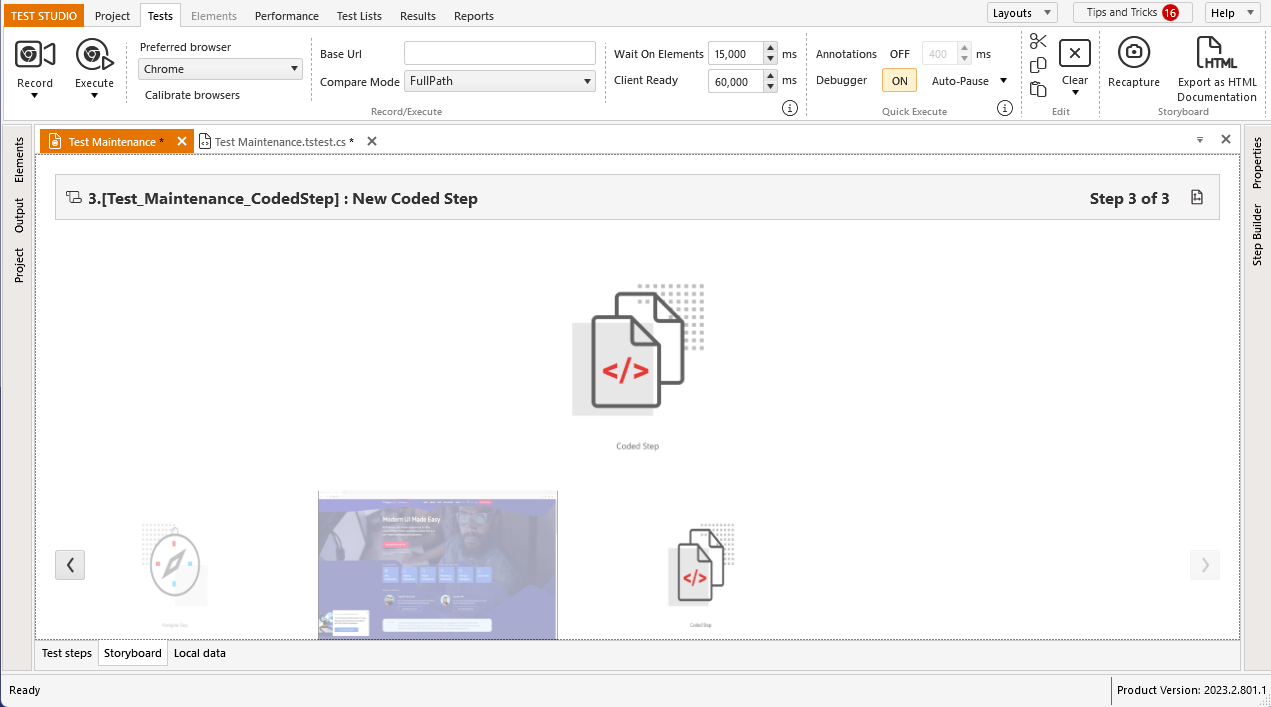 TEST STUDIO Project Tests Elements Performance Test Lists Results Reports Layouts Tips and Tricks 16 Help
Record
Execute
Preferred browser
Chrome
Calibrate browsers
Base Url
Compare Mode FullPath
Record/Execute
Wait On Elements 15,000 ms
Client Ready 60,000 ms
Annotations OFF 400 ms
Debugger ON Auto-Pause
Quick Execute
Clear
Edit
Recapture
HTML
Export as HTML
Documentation
Storyboard
Test Maintenance * Test Maintenance.tstest.cs *
Elements
Output
Project
Properties
Step Builder
3.[Test_Maintenance_CodedStep] : New Coded Step Step 3 of 3
</>
Coded Step
Modern UI Made Easy
</>
Navigate Step
Coded Step
Test steps Storyboard Local data
Ready Product Version: 2023.2.801.1